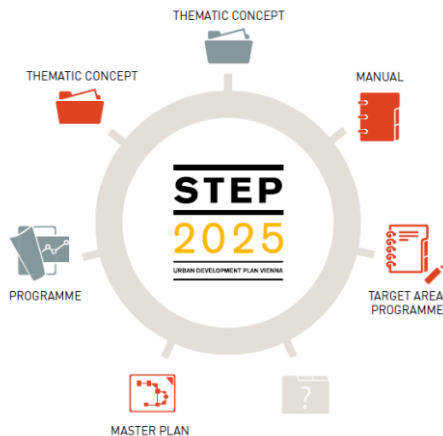 THEMATIC CONCEPT
THEMATIC CONCEPT
MANUAL
STEP
2025
URBAN DEVELOPMENT PLAN VIENNA
PROGRAMME
TARGET AREA
PROGRAMME
?
MASTER PLAN